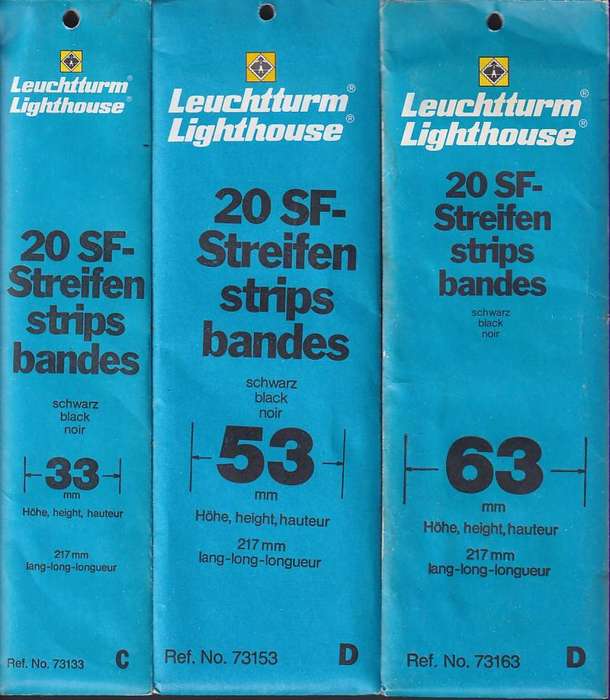 Leuchtturm®
Lighthouse®
20 SF-
Streifen
strips
bandes
schwarz
black
noir
33
mm
Höhe, height, hauteur
217 mm
lang-long-longueur
Ref. No. 73133 C
Leuchtturm®
Lighthouse®
20 SF-
Streifen
strips
bandes
schwarz
black
noir
53
mm
Höhe, height, hauteur
217 mm
lang-long-longueur
Ref. No. 73153 D
Leuchtturm®
Lighthouse®
20 SF-
Streifen
strips
bandes
schwarz
black
noir
63
mm
Höhe, height, hauteur
217 mm
lang-long-longueur
Ref. No. 73163 D